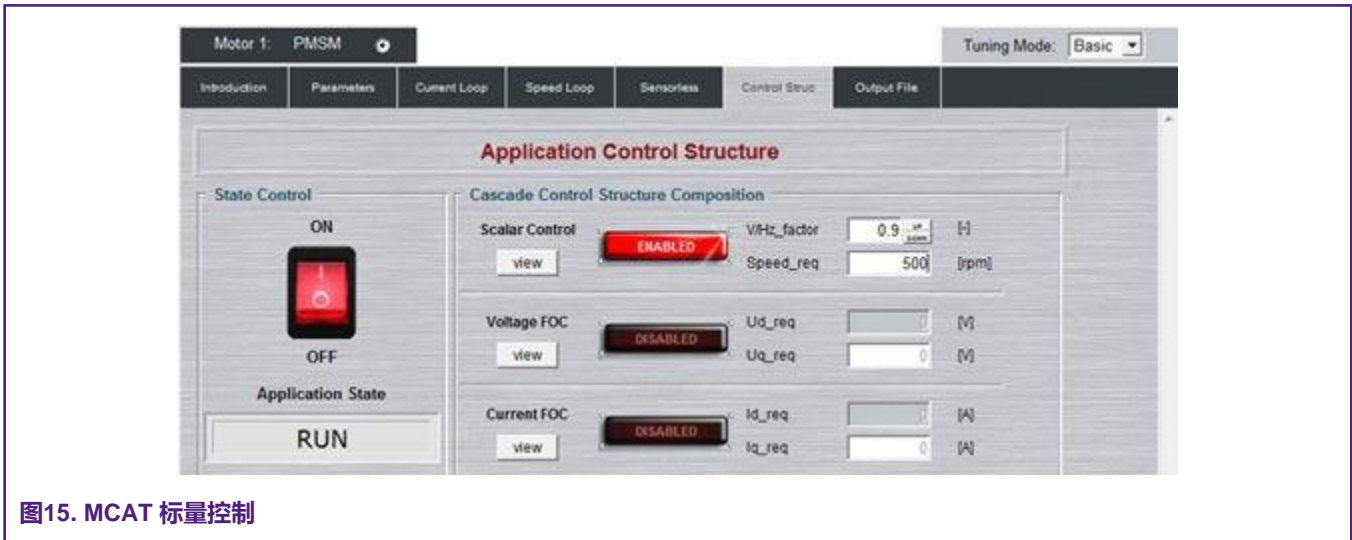 Motor 1: PMSM
Tuning Mode: Basic
Introduction Parameters Current Loop Speed Loop Sensorless Control Struc Output File
Application Control Structure
State Control
ON
OFF
Application State
RUN
Cascade Control Structure Composition
Scalar Control
view
ENABLED
V/Hz_factor 0.9 [-]
Speed_req 500 [rpm]
Voltage FOC
view
DISABLED
Ud_req 0 [V]
Uq_req 0 [V]
Current FOC
view
DISABLED
Id_req 0 [A]
Iq_req 0 [A]
图15. MCAT 标量控制